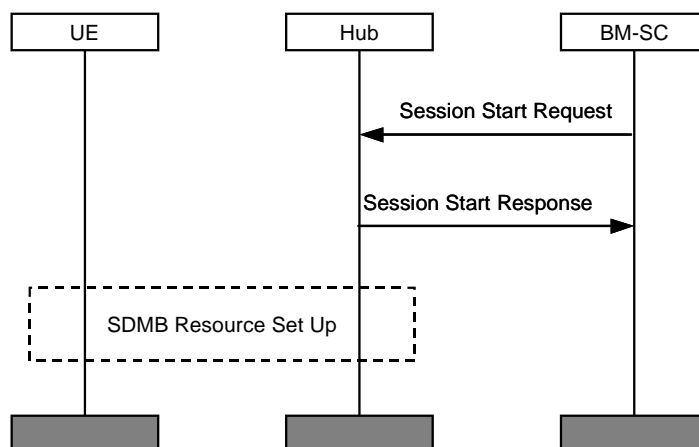 UE
Hub
BM-SC
Session Start Request
Session Start Response
SDMB Resource Set Up